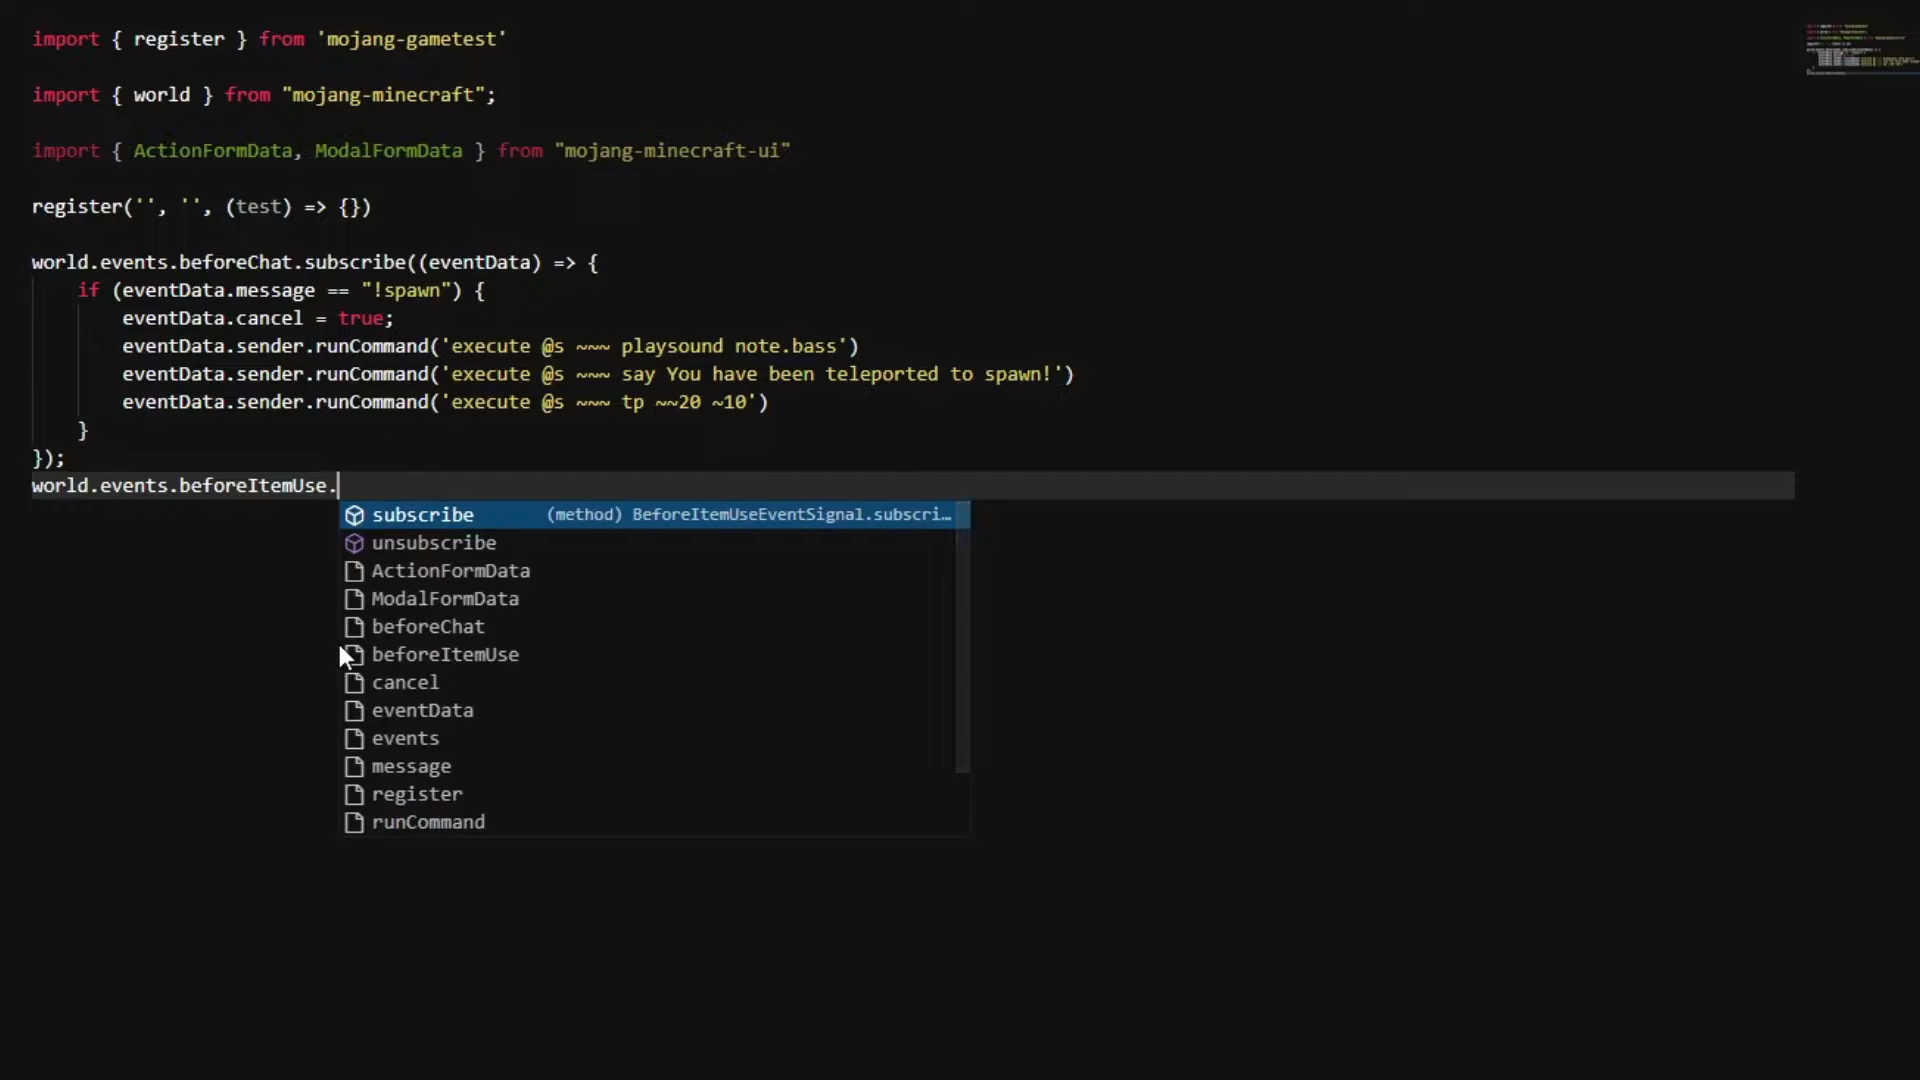 import { register } from 'mojang-gametest'
import { world } from "mojang-minecraft";
import { ActionFormData, ModalFormData } from "mojang-minecraft-ui"
register('', '', (test) => {})
world.events.beforeChat.subscribe((eventData) => {
if (eventData.message == "!spawn") {
eventData.cancel = true;
eventData.sender.runCommand('execute @s ~~~ playsound note.bass')
eventData.sender.runCommand('execute @s ~~~ say You have been teleported to spawn!')
eventData.sender.runCommand('execute @s ~~~ tp ~~20 ~10')
}
});
world.events.beforeItemUse.
subscribe (method) BeforeItemUseEventSignal.subscri…
unsubscribe
ActionFormData
ModalFormData
beforeChat
beforeItemUse
cancel
eventData
events
message
register
runCommand